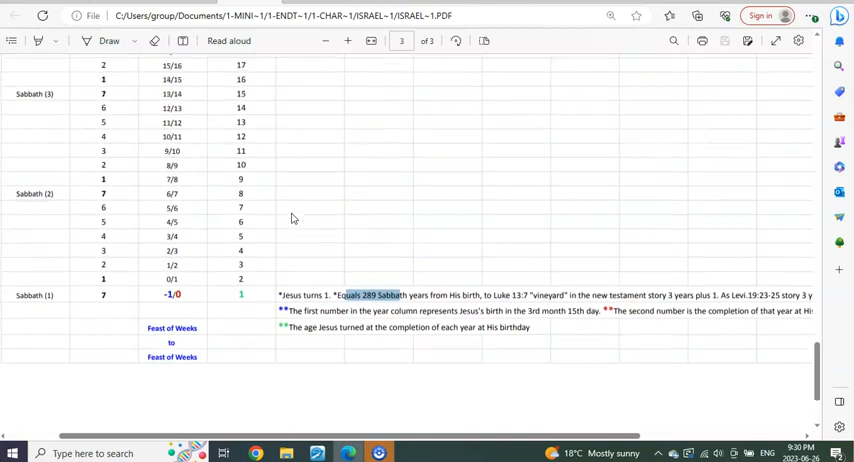 File C:/Users/group/Documents/1-MINI~1/1-ENDT~1/1-CHAR~1/ISRAEL~1/ISRAEL~1.PDF Sign in
Draw Read aloud 3 of 3
2 15/16 17
1 14/15 16
Sabbath (3) 7 13/14 15
6 12/13 14
5 11/12 13
4 10/11 12
3 9/10 11
2 8/9 10
1 7/8 9
Sabbath (2) 7 6/7 8
6 5/6 7
5 4/5 6
4 3/4 5
3 2/3 4
2 1/2 3
1 0/1 2
Sabbath (1) 7 -1/0 1 *Jesus turns 1. *Equals 289 Sabbath years from His birth, to Luke 13:7 "vineyard" in the new testament story 3 years plus 1. As Levi.19:23-25 story 3 y
**The first number in the year column represents Jesus's birth in the 3rd month 15th day. **The second number is the completion of that year at His
Feast of Weeks **The age Jesus turned at the completion of each year at His birthday
to
Feast of Weeks
Type here to search 18°C Mostly sunny ENG 9:30 PM
2023-06-26 2